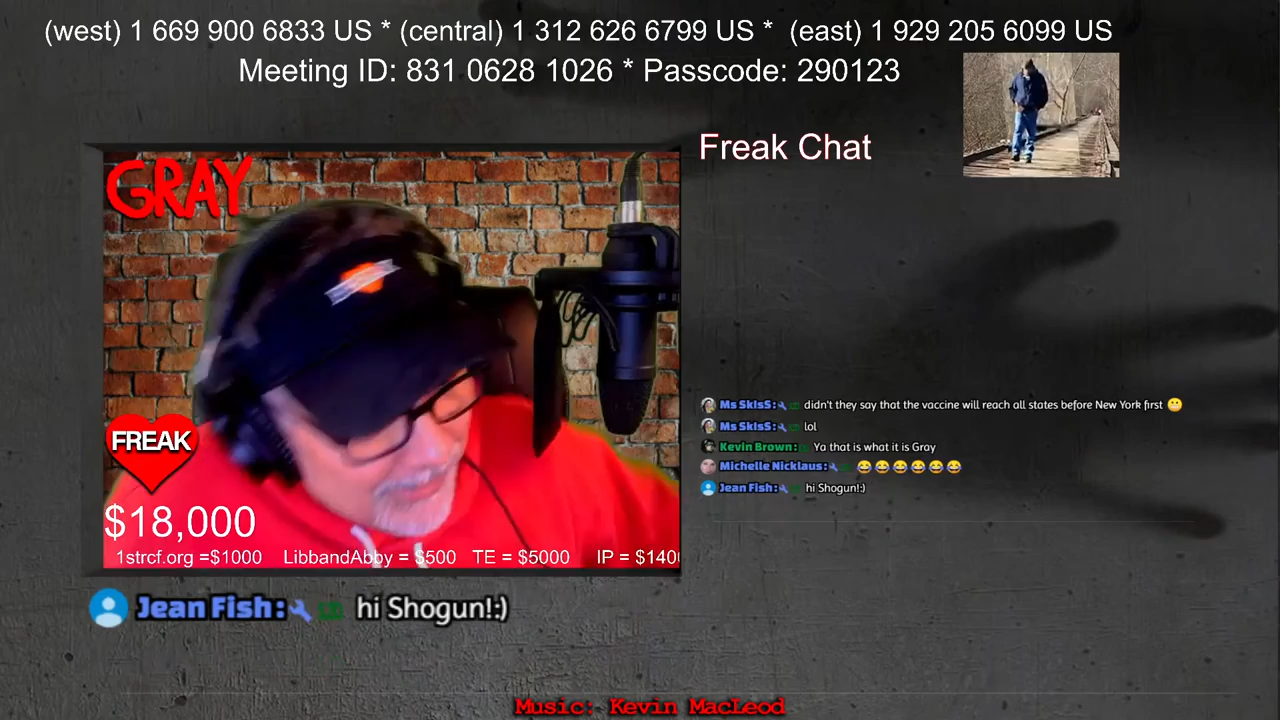 (west) 1 669 900 6833 US * (central) 1 312 626 6799 US * (east) 1 929 205 6099 US
Meeting ID: 831 0628 1026 * Passcode: 290123
Freak Chat
GRAY
Ms SkIsS: didn't they say that the vaccine will reach all states before New York first 😬
Ms SkIsS: lol
Kevin Brown: Ya that is what it is Gray
Michelle Nicklaus: 😂😂😂😂😂😂
Jean Fish: hi Shogun!:)
FREAK
$18,000
1strcf.org =$1000 LibbandAbby = $500 TE = $5000 IP = $140
Jean Fish: hi Shogun!:)
Music: Kevin MacLeod